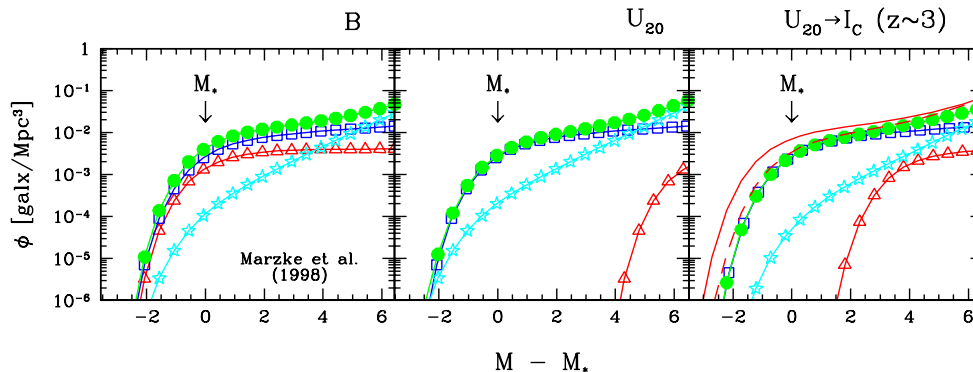 B
U₂₀
U₂₀→I_C (z~3)
ϕ [galx/Mpc³]
1
10⁻¹
10⁻²
10⁻³
10⁻⁴
10⁻⁵
10⁻⁶
M*
M*
M*
Marzke et al.
(1998)
−2 0 2 4 6
−2 0 2 4 6
−2 0 2 4 6
M − M*